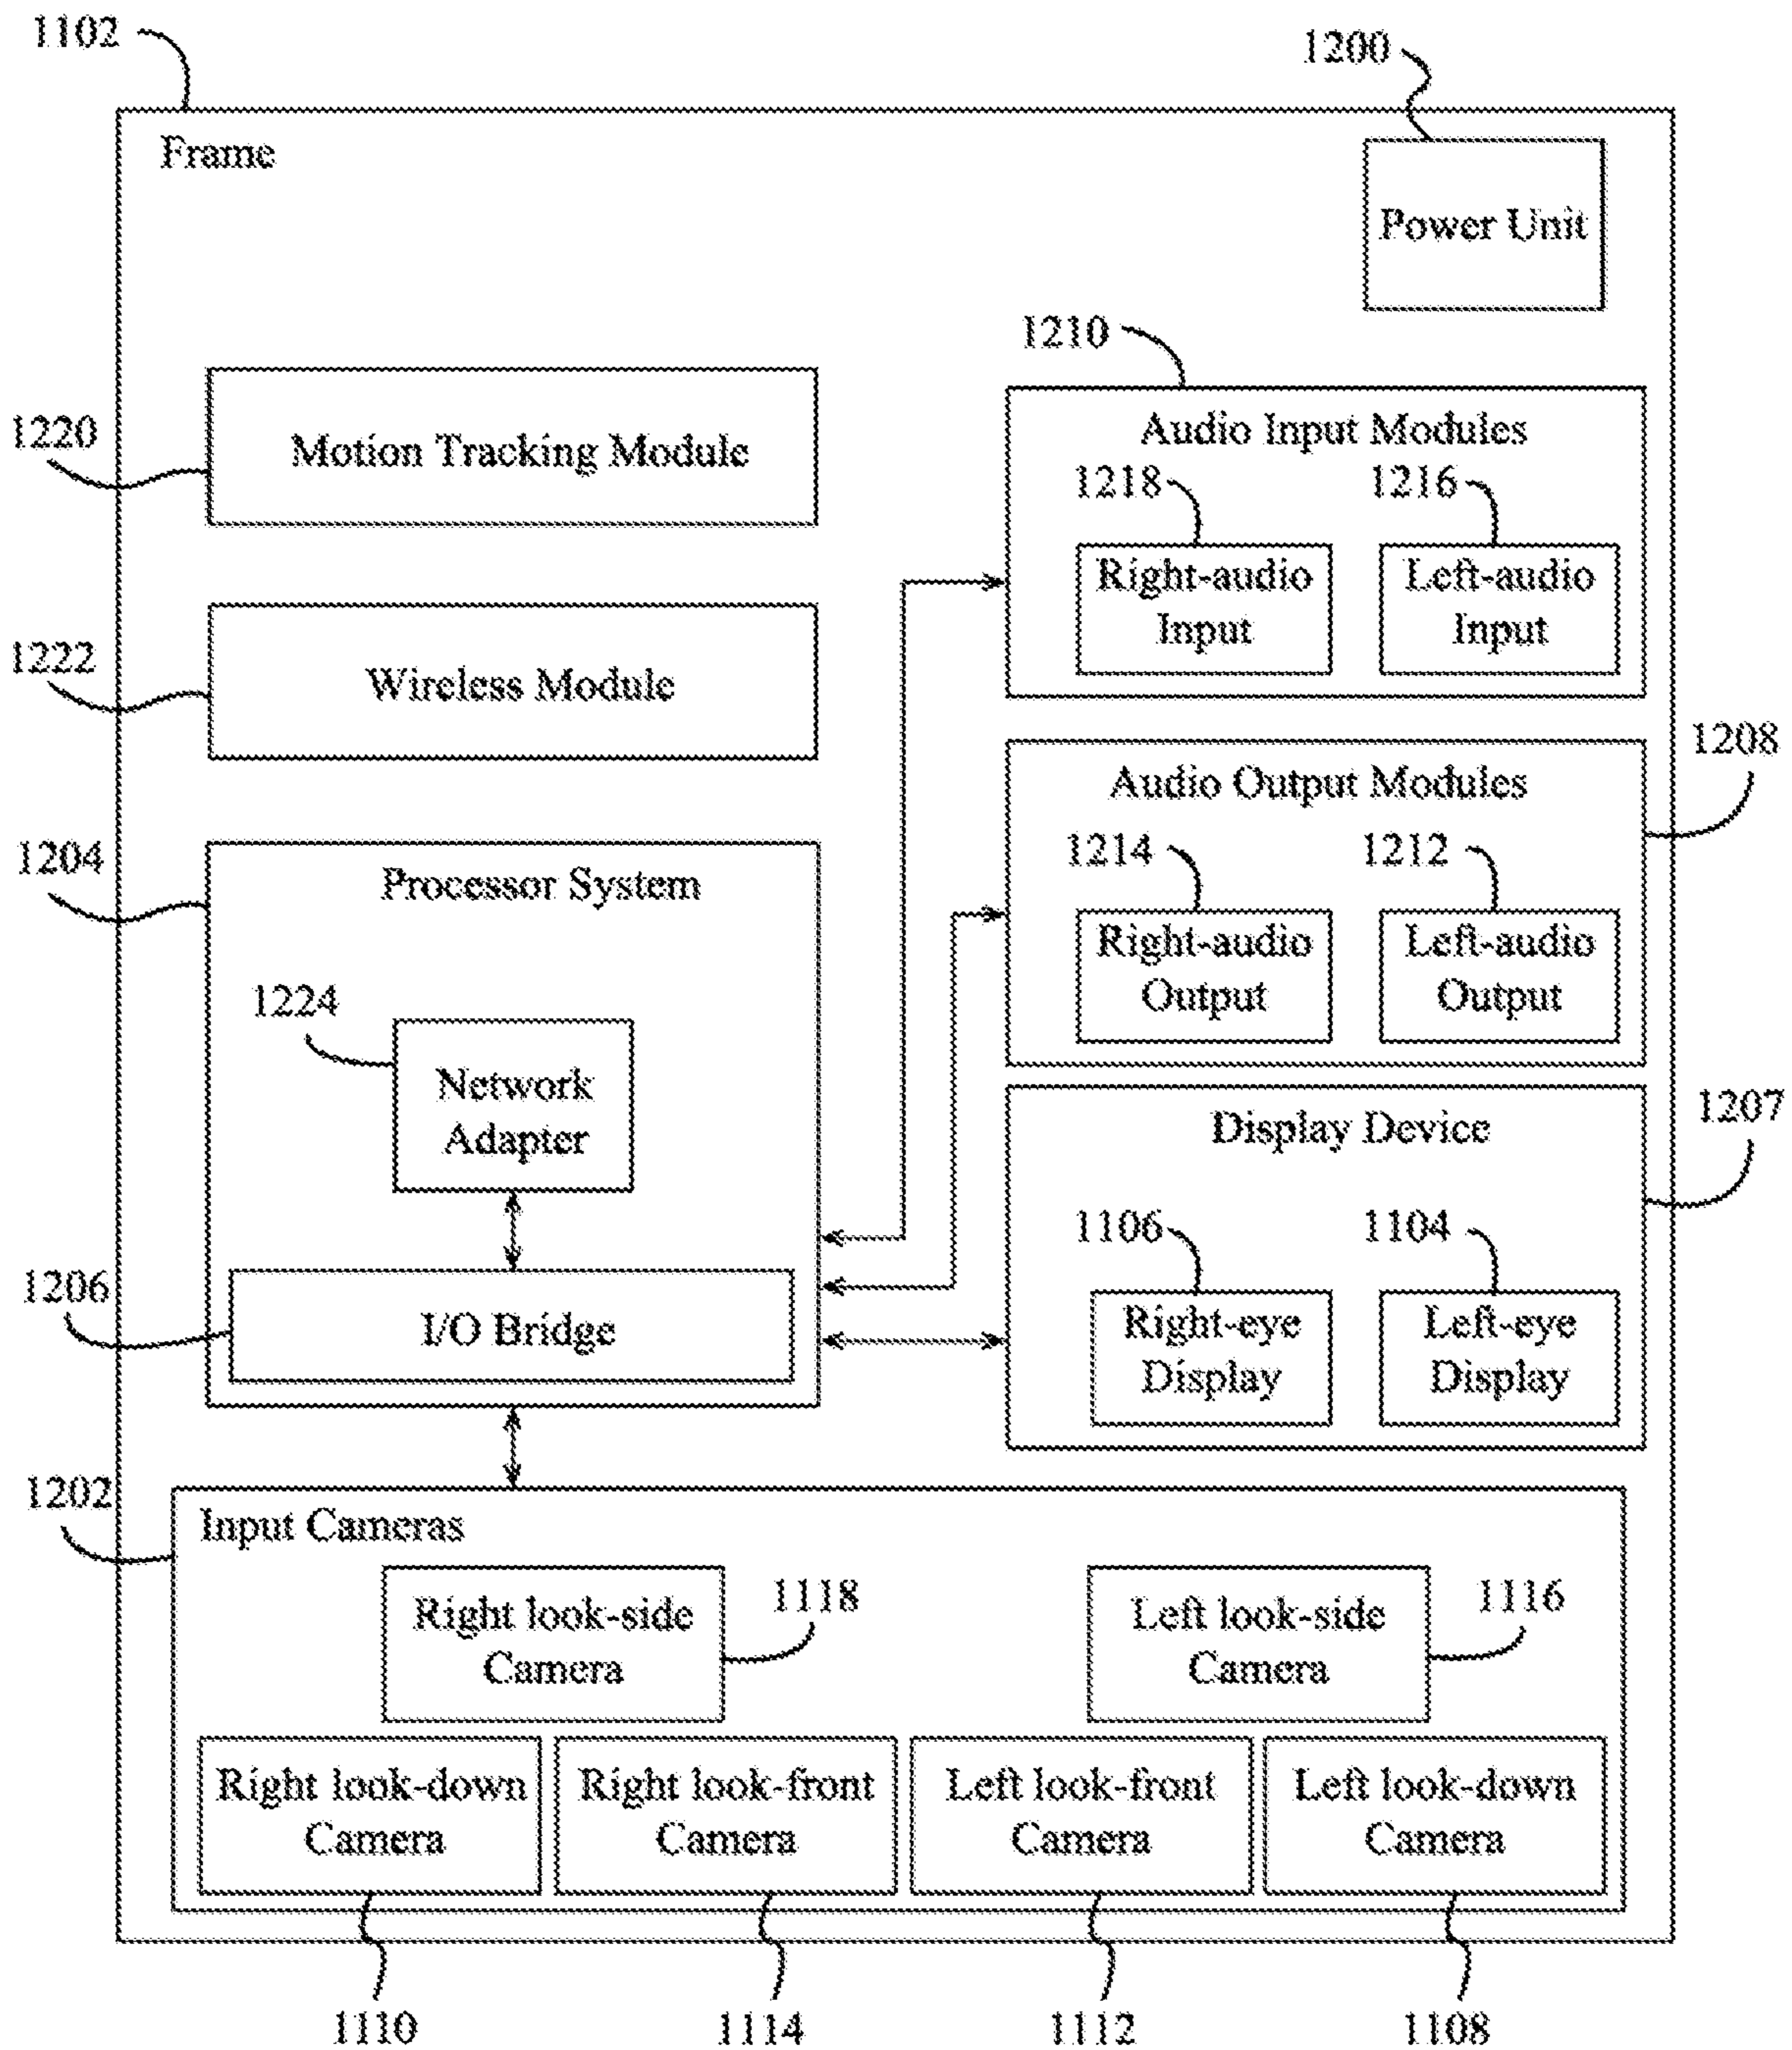 1102
1200
Frame
Power Unit
1210
1220
Motion Tracking Module
Audio Input Modules
1218
1216
Right-audio
Input
Left-audio
Input
1222
Wireless Module
1208
Audio Output Modules
1214
1212
Right-audio
Output
Left-audio
Output
1204
Processor System
1224
Network
Adapter
1207
Display Device
1106
1104
Right-eye
Display
Left-eye
Display
1206
I/O Bridge
1202
Input Cameras
Right look-side
Camera
1118
Left look-side
Camera
1116
Right look-down
Camera
Right look-front
Camera
Left look-front
Camera
Left look-down
Camera
1110
1114
1112
1108